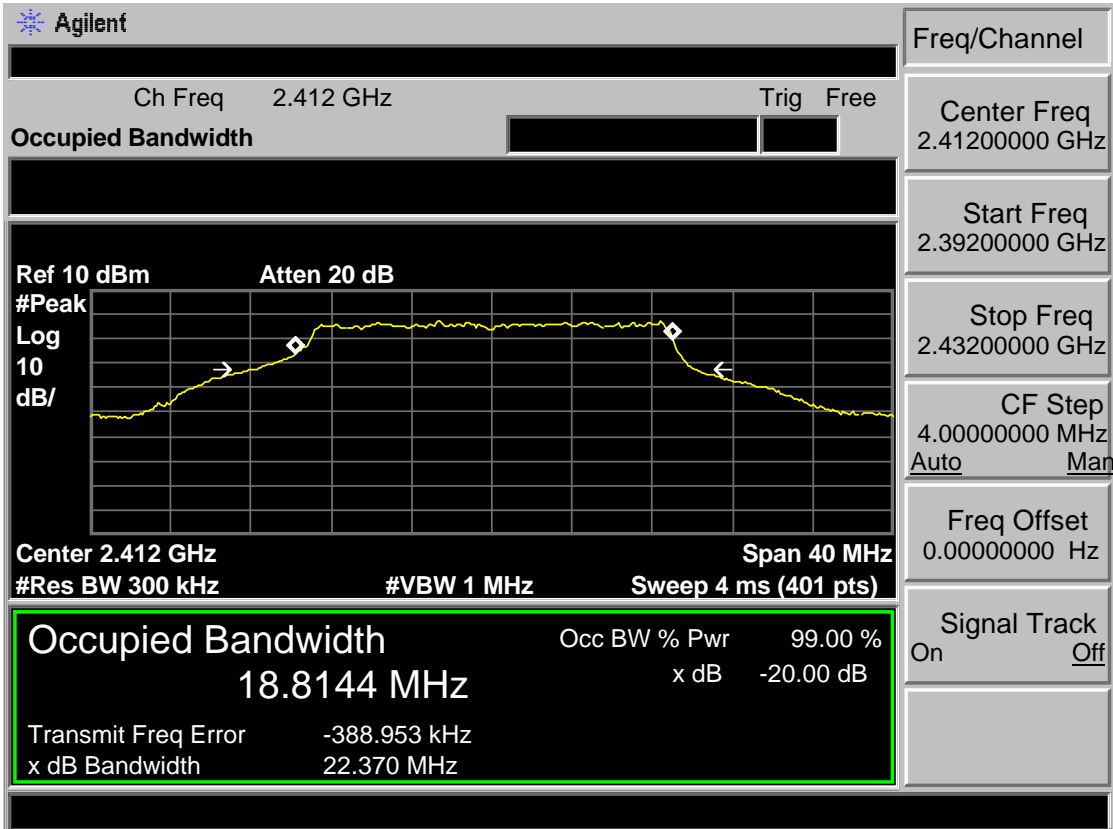 Agilent
Freq/Channel
Ch Freq 2.412 GHz Trig Free
Occupied Bandwidth
Center Freq
2.41200000 GHz
Start Freq
2.39200000 GHz
Stop Freq
2.43200000 GHz
CF Step
4.00000000 MHz
Auto Man
Freq Offset
0.00000000 Hz
Signal Track
On Off
Ref 10 dBm Atten 20 dB
#Peak
Log
10
dB/
Center 2.412 GHz Span 40 MHz
#Res BW 300 kHz #VBW 1 MHz Sweep 4 ms (401 pts)
Occupied Bandwidth Occ BW % Pwr 99.00 %
18.8144 MHz x dB -20.00 dB
Transmit Freq Error -388.953 kHz
x dB Bandwidth 22.370 MHz